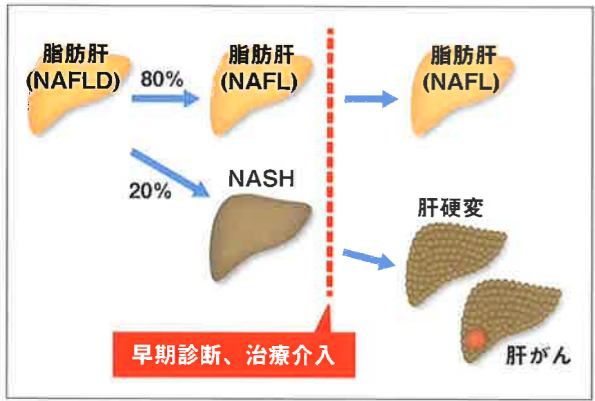 脂肪肝
(NAFLD)
80%
脂肪肝
(NAFL)
脂肪肝
(NAFL)
20%
NASH
肝硬変
肝がん
早期診断、治療介入